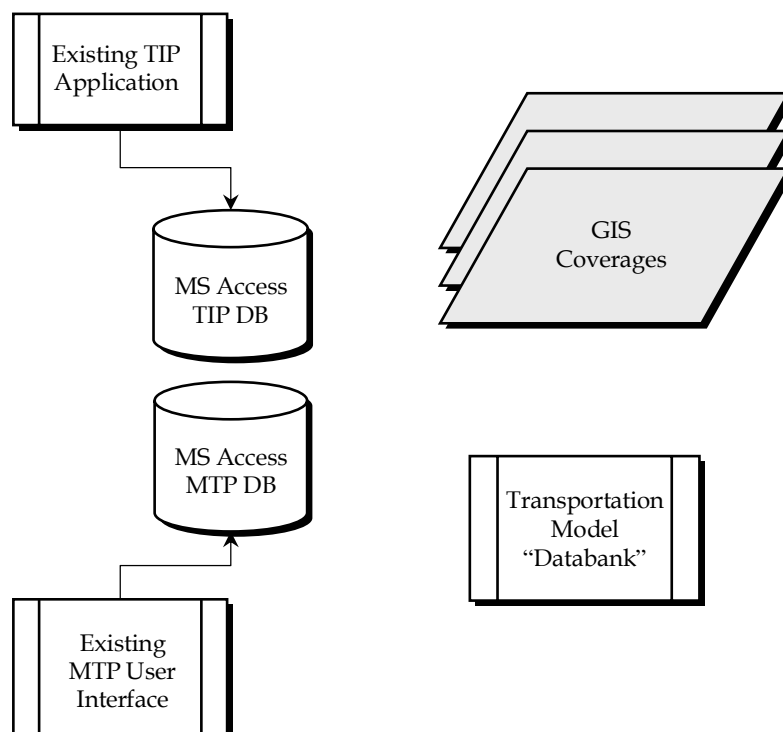 Existing TIP
Application
GIS
Coverages
MS Access
TIP DB
MS Access
MTP DB
Transportation
Model
“Databank”
Existing
MTP User
Interface